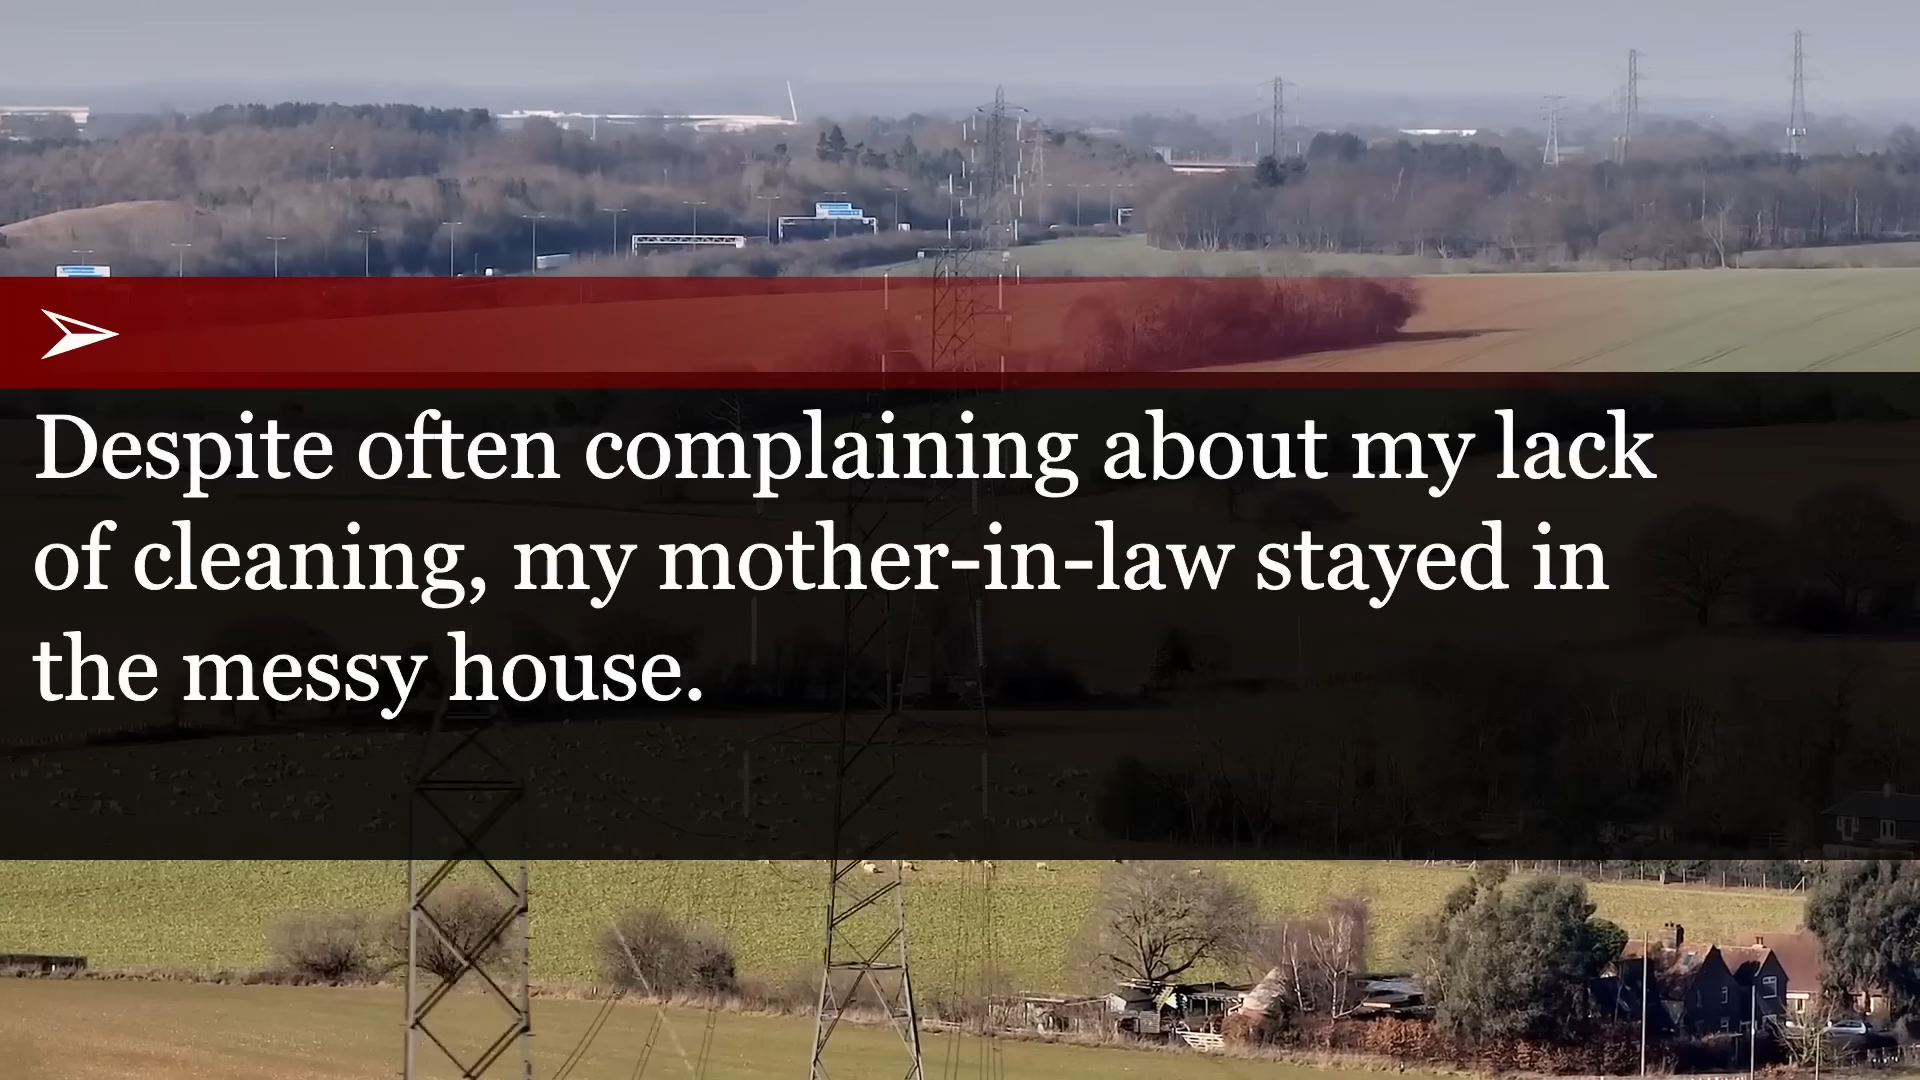 Despite often complaining about my lack
of cleaning, my mother-in-law stayed in
the messy house.